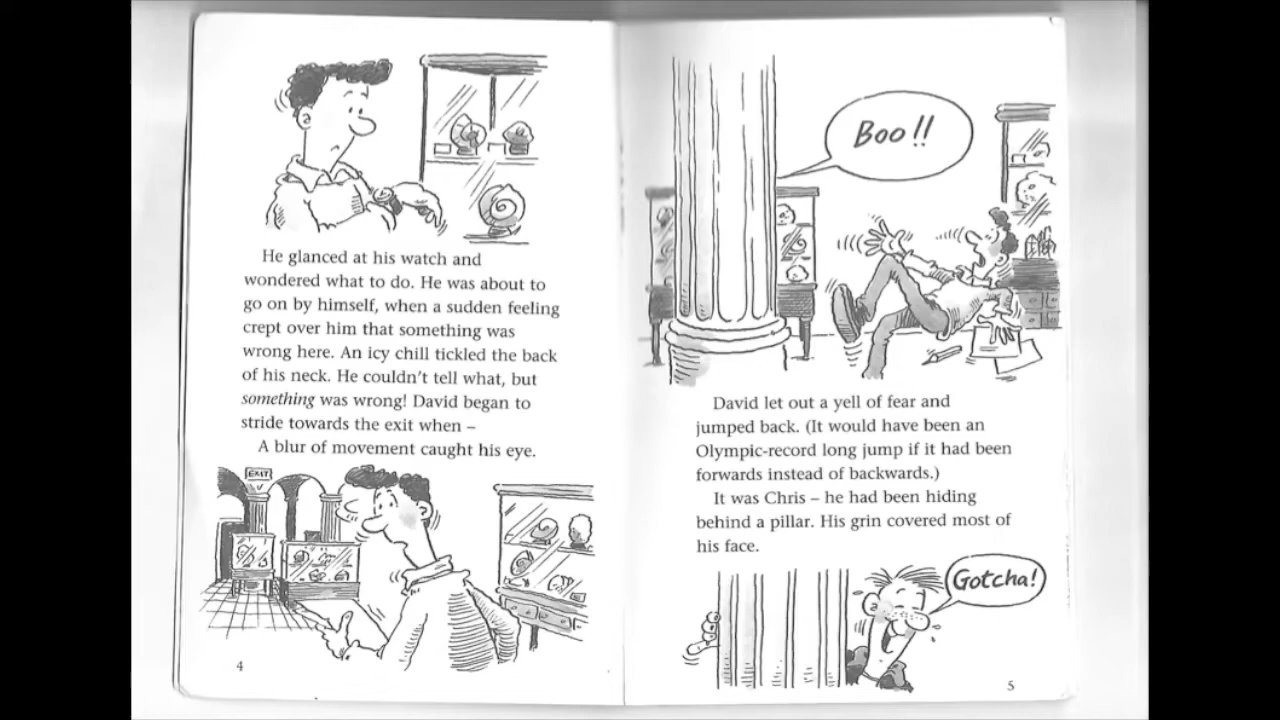 He glanced at his watch and
wondered what to do. He was about to
go on by himself, when a sudden feeling
crept over him that something was
wrong here. An icy chill tickled the back
of his neck. He couldn't tell what, but
something was wrong! David began to
stride towards the exit when –
A blur of movement caught his eye.
EXIT
4
Boo!!
David let out a yell of fear and
jumped back. (It would have been an
Olympic-record long jump if it had been
forwards instead of backwards.)
It was Chris – he had been hiding
behind a pillar. His grin covered most of
his face.
Gotcha!
5